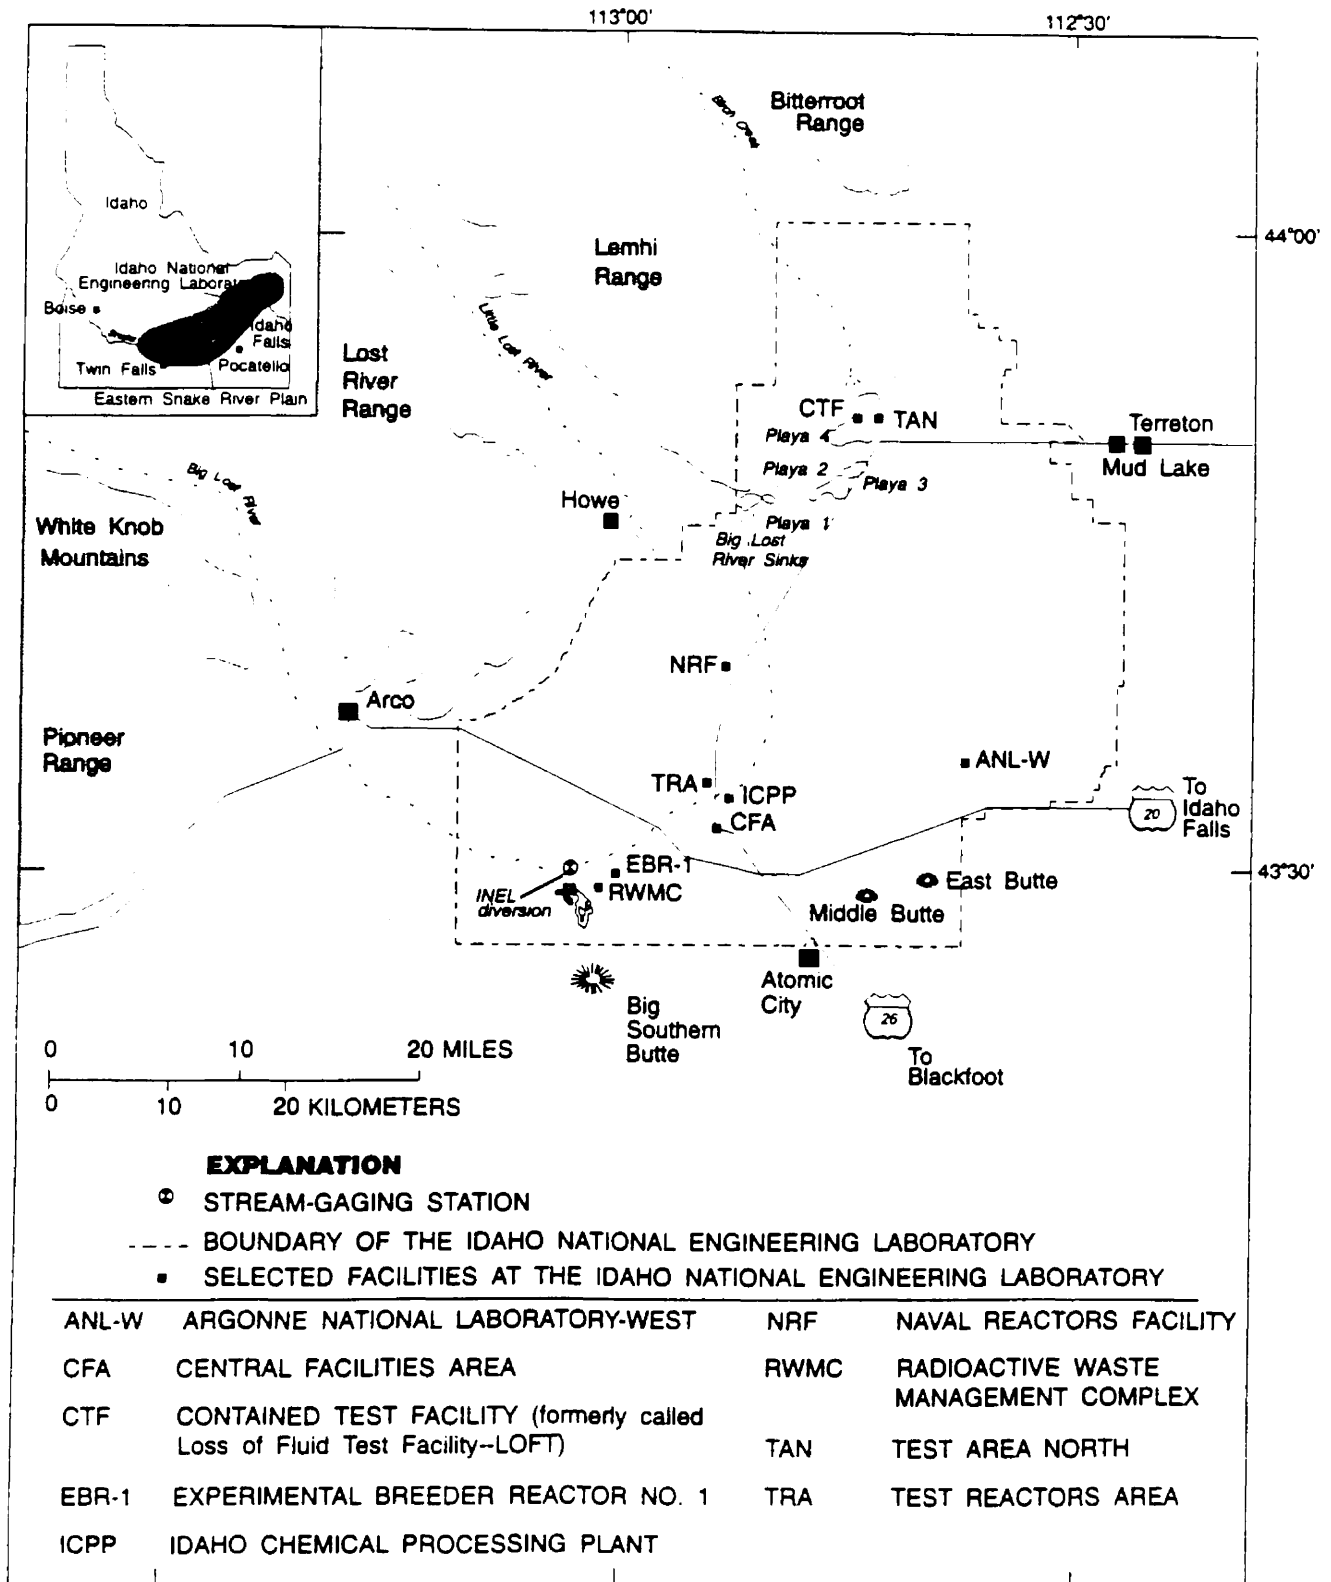 113°00'
112°30'
Birch Creek
Bitterroot
Range
Idaho
Lemhi
Range
44°00'
Idaho National
Engineering Laborat
Boise
Idaho
Falls
Twin Falls
Pocatello
Eastern Snake River Plain
Little Lost River
Lost
River
Range
CTF
TAN
Terreton
Mud Lake
Playa 4
Playa 2
Playa 3
Playa 1
Big Lost
River Sinks
Big Lost River
Howe
White Knob
Mountains
NRF
Arco
Pioneer
Range
ANL-W
TRA
ICPP
CFA
20
To
Idaho
Falls
EBR-1
RWMC
INEL
diversion
43°30'
East Butte
Middle Butte
Atomic
City
Big
Southern
Butte
26
To
Blackfoot
0 10 20 MILES
0 10 20 KILOMETERS
EXPLANATION
STREAM-GAGING STATION
BOUNDARY OF THE IDAHO NATIONAL ENGINEERING LABORATORY
SELECTED FACILITIES AT THE IDAHO NATIONAL ENGINEERING LABORATORY
ANL-W ARGONNE NATIONAL LABORATORY-WEST
CFA CENTRAL FACILITIES AREA
CTF CONTAINED TEST FACILITY (formerly called
Loss of Fluid Test Facility--LOFT)
EBR-1 EXPERIMENTAL BREEDER REACTOR NO. 1
ICPP IDAHO CHEMICAL PROCESSING PLANT
NRF NAVAL REACTORS FACILITY
RWMC RADIOACTIVE WASTE
MANAGEMENT COMPLEX
TAN TEST AREA NORTH
TRA TEST REACTORS AREA